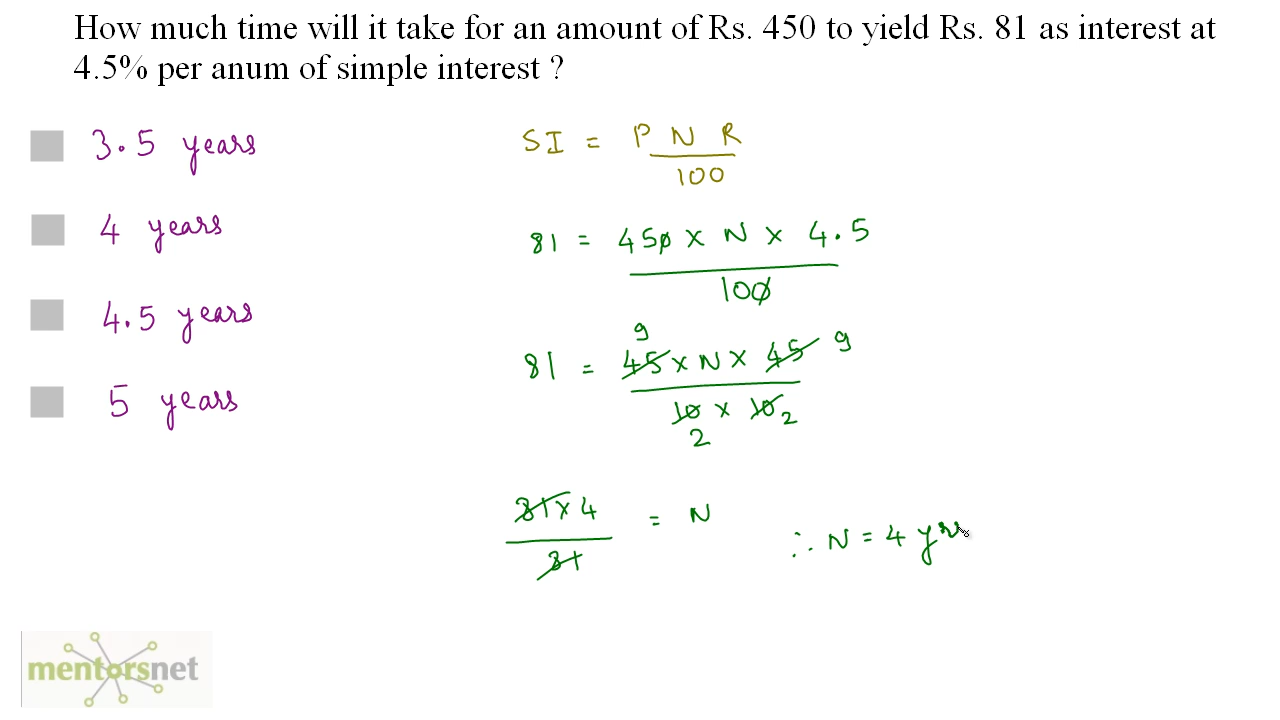 How much time will it take for an amount of Rs. 450 to yield Rs. 81 as interest at
4.5% per anum of simple interest ?
3.5 years
4 years
4.5 years
5 years
SI = P N R
100
81 = 450 x N x 4.5
100
9
81 = 45 x N x 45 9
10 x 10 2
2
81 x 4 = N
81
∴ N = 4 yrs
mentorsnet